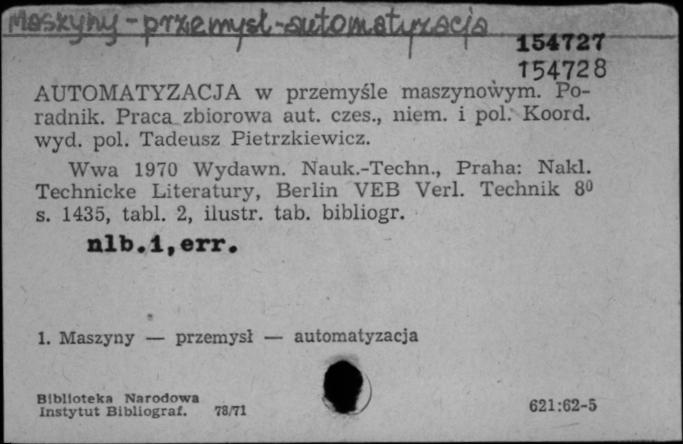 Maszyny - przemysł - automatyzacja
154727
154728
AUTOMATYZACJA w przemyśle maszynowym. Po-
radnik. Praca zbiorowa aut. czes., niem. i pol. Koord.
wyd. pol. Tadeusz Pietrzkiewicz.
Wwa 1970 Wydawn. Nauk.-Techn., Praha: Nakl.
Technicke Literatury, Berlin VEB Verl. Technik 8⁰
s. 1435, tabl. 2, ilustr. tab. bibliogr.
nlb.1,err.
1. Maszyny — przemysł — automatyzacja
Biblioteka Narodowa
Instytut Bibliograf. 78/71
621:62-5